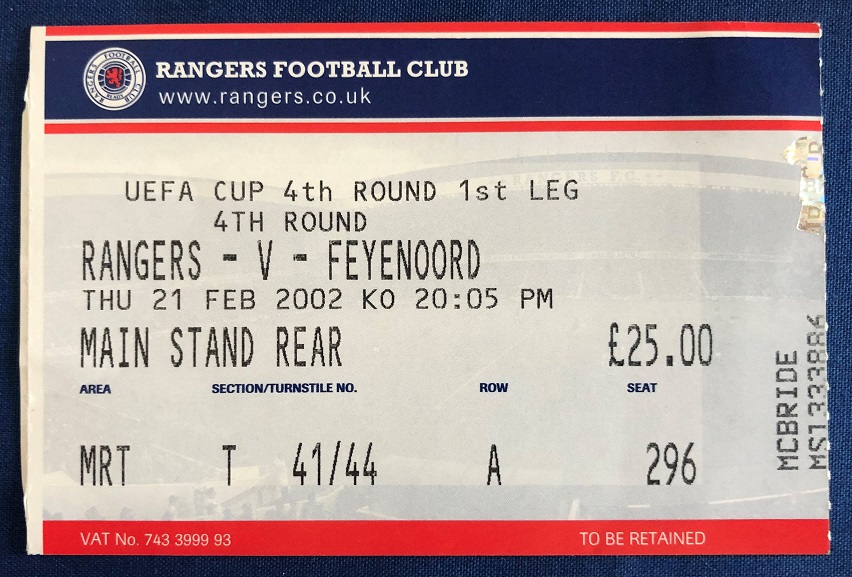 RANGERS FOOTBALL CLUB
www.rangers.co.uk
UEFA CUP 4th ROUND 1st LEG
4TH ROUND
RANGERS - V - FEYENOORD
THU 21 FEB 2002 KO 20:05 PM
MAIN STAND REAR £25.00
AREA SECTION/TURNSTILE NO. ROW SEAT
MRT T 41/44 A 296
VAT No. 743 3999 93 TO BE RETAINED
MCBRIDE
MS1333886